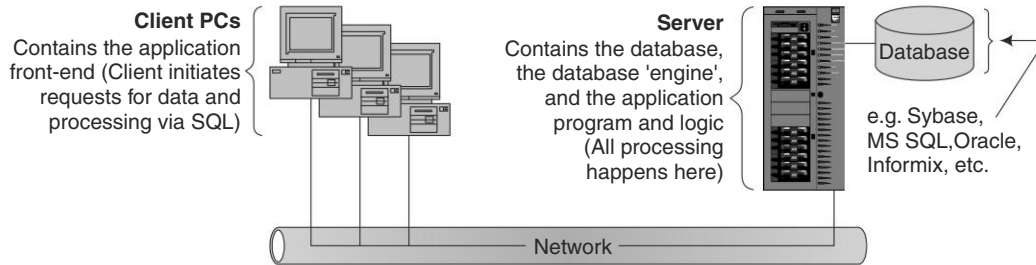 Client PCs
Contains the application
front-end (Client initiates
requests for data and
processing via SQL)
Server
Contains the database,
the database 'engine',
and the application
program and logic
(All processing
happens here)
Database
e.g. Sybase,
MS SQL,Oracle,
Informix, etc.
Network